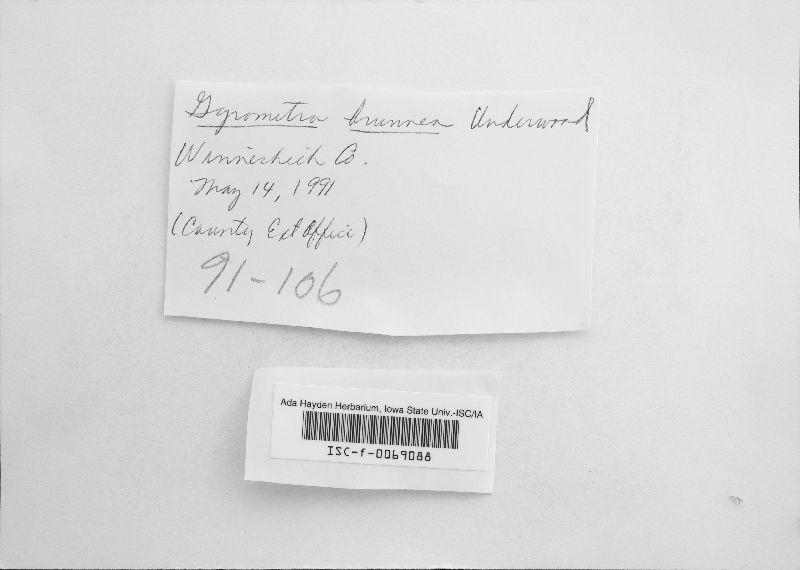 Gyromitra brunnea Underwood
Winneshiek Co.
May 14, 1991
(County Ext Office)
91-106
Ada Hayden Herbarium, Iowa State Univ.-ISC/IA
ISC-f-0069088